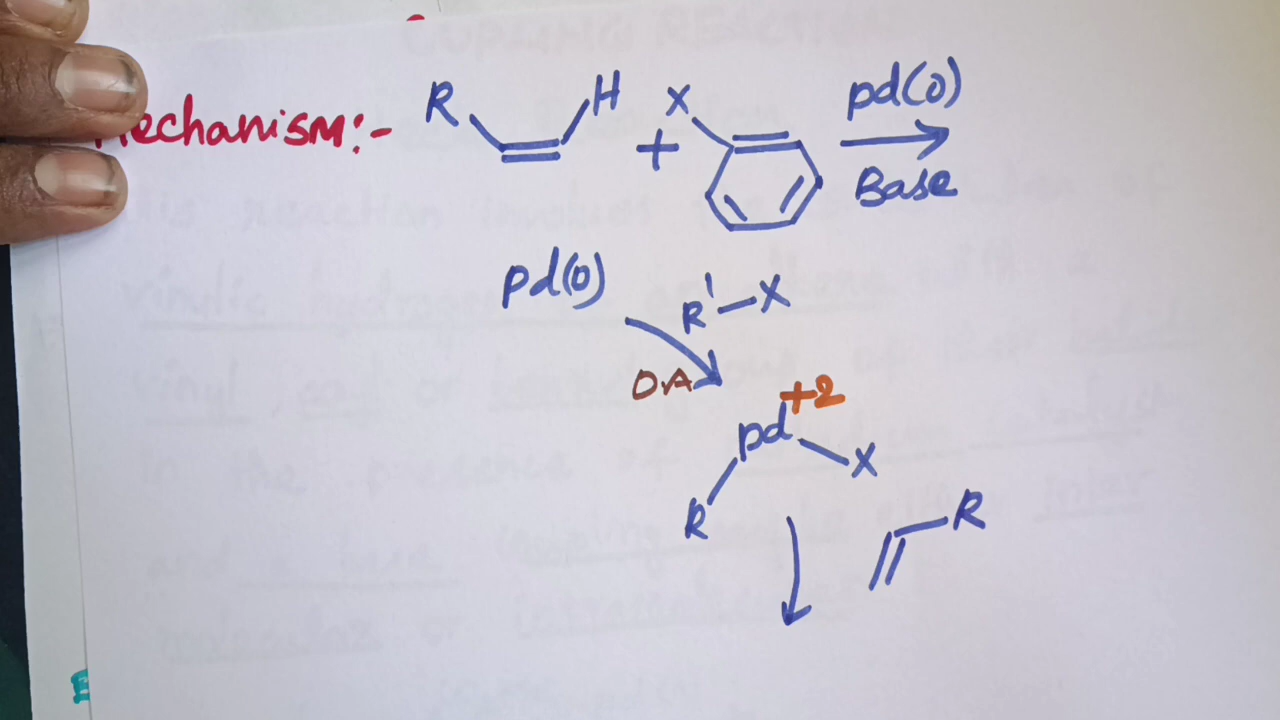 Mechanism:-
R H + X pd(0)
Base
pd(0)
R'-X
OA
+2
pd
R X
R